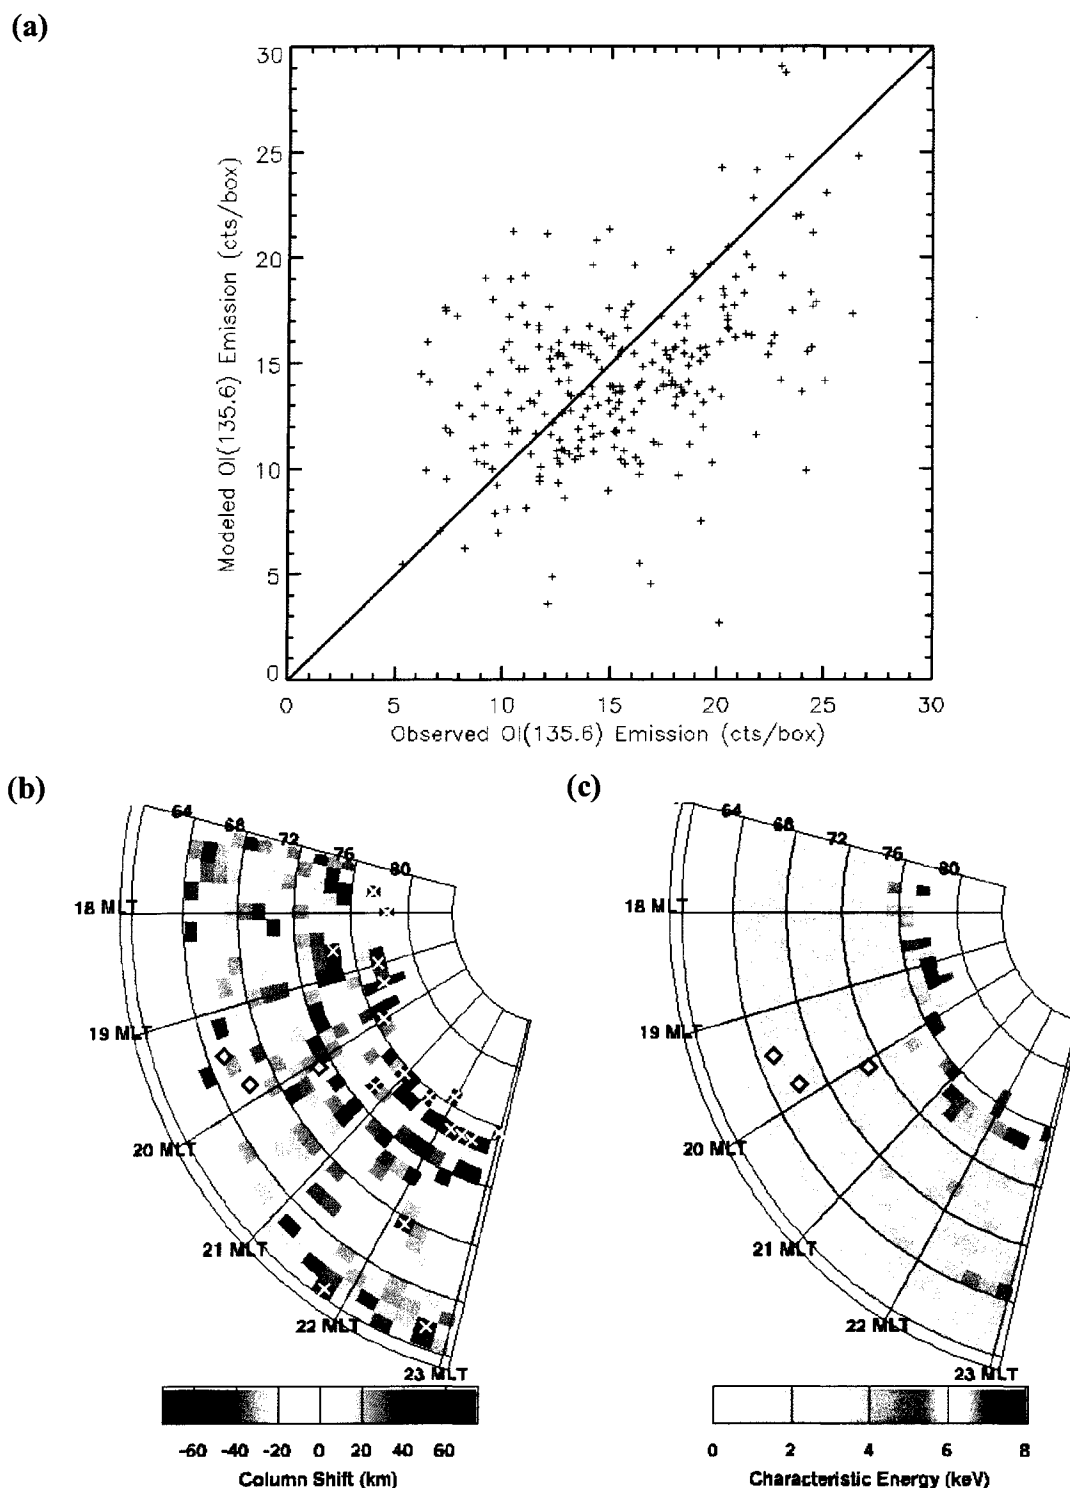 (a)
30
25
20
15
10
5
0
Modeled OI(135.6) Emission (cts/box)
0 5 10 15 20 25 30
Observed OI(135.6) Emission (cts/box)
(b)
64
68
72
76
80
18 MLT
19 MLT
20 MLT
21 MLT
22 MLT
23 MLT
-60 -40 -20 0 20 40 60
Column Shift (km)
(c)
64
68
72
76
80
18 MLT
19 MLT
20 MLT
21 MLT
22 MLT
23 MLT
0 2 4 6 8
Characteristic Energy (keV)